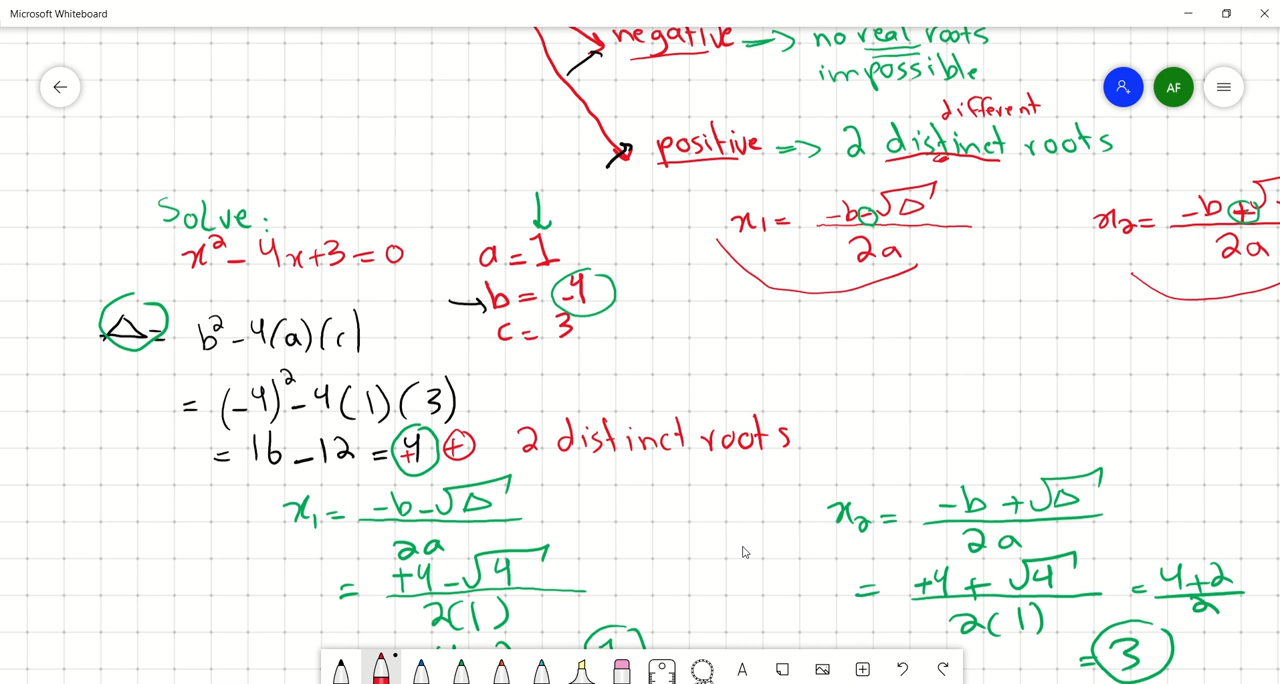 Microsoft Whiteboard
negative => no real roots
impossible
AF
different
positive => 2 distinct roots
Solve:
x² - 4x + 3 = 0
a = 1
b = -4
c = 3
x₁ = (-b - √Δ) / 2a
x₂ = (-b + √
2a
Δ = b² - 4(a)(c)
= (-4)² - 4(1)(3)
= 16 - 12 = +4 + 2 distinct roots
x₁ = (-b - √Δ) / 2a
= (+4 - √4) / 2(1)
x₂ = (-b + √Δ) / 2a
= (+4 + √4) / 2(1) = (4+2) / 2
= 3